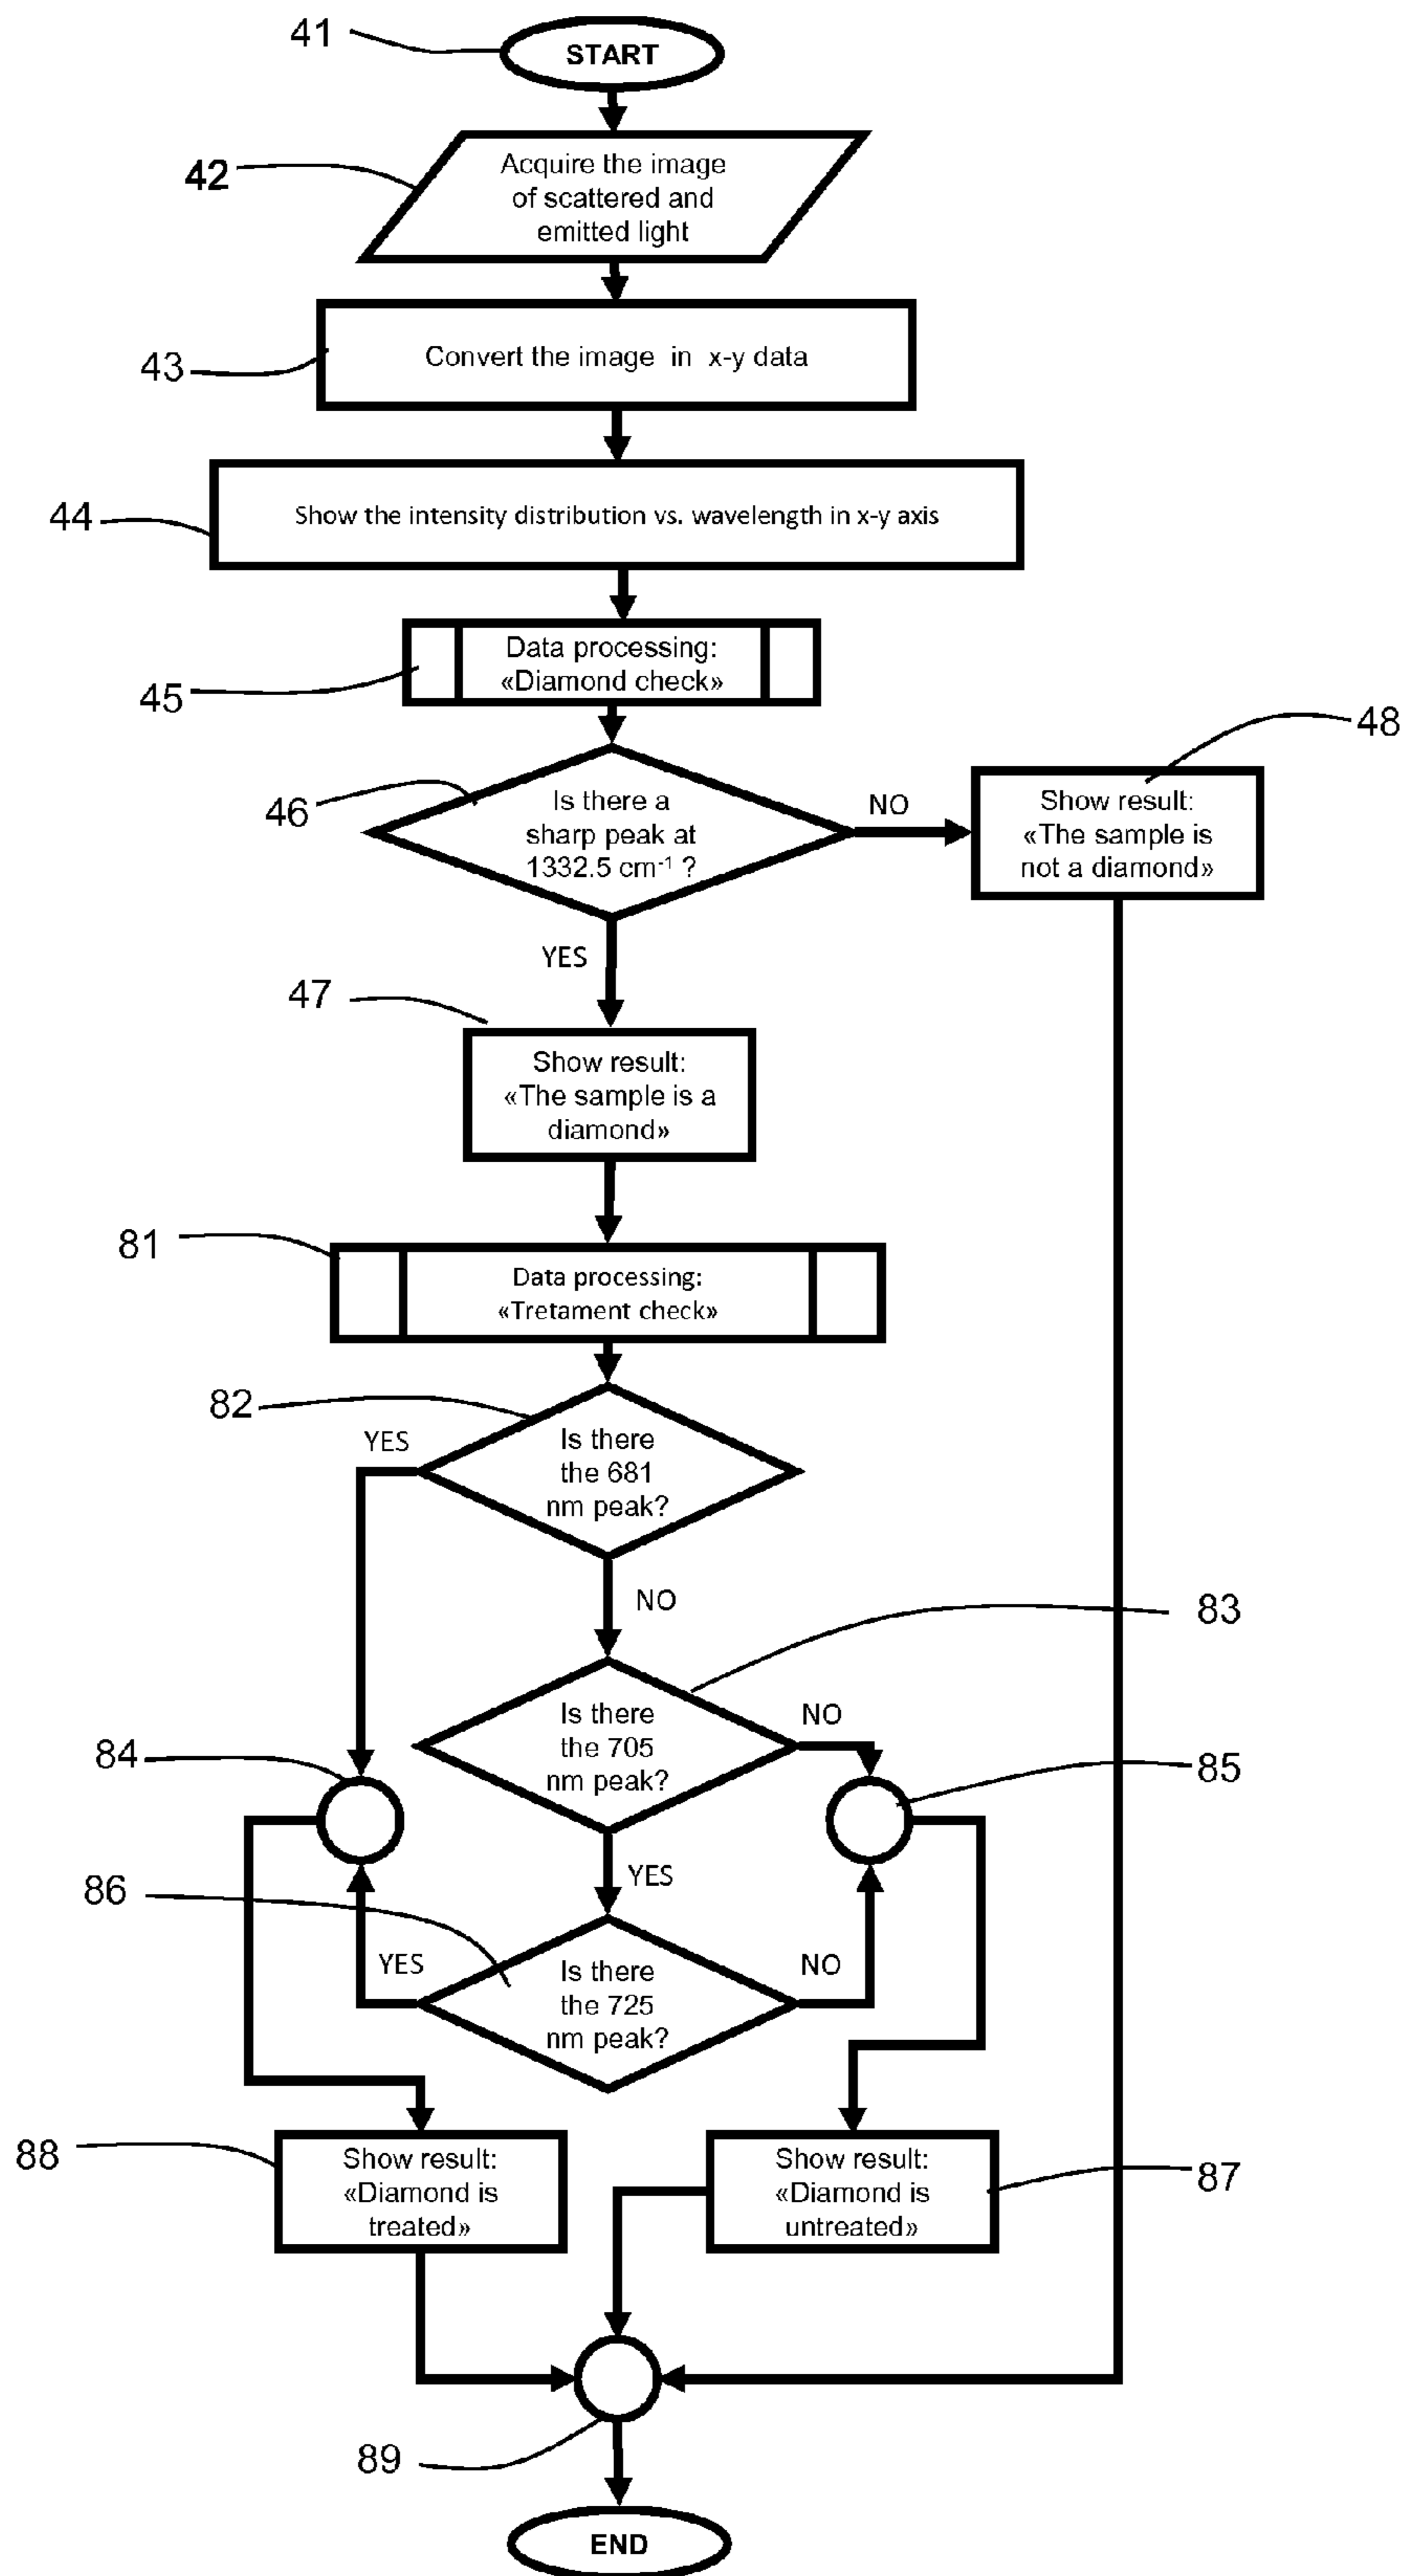 41
START
42
Acquire the image
of scattered and
emitted light
43
Convert the image in x-y data
44
Show the intensity distribution vs. wavelength in x-y axis
45
Data processing:
«Diamond check»
46
Is there a
sharp peak at
1332.5 cm⁻¹ ?
NO
48
Show result:
«The sample is
not a diamond»
YES
47
Show result:
«The sample is a
diamond»
81
Data processing:
«Tretament check»
82
YES
Is there
the 681
nm peak?
NO
83
Is there
the 705
nm peak?
NO
84
85
YES
86
YES
Is there
the 725
nm peak?
NO
88
Show result:
«Diamond is
treated»
Show result:
«Diamond is
untreated»
87
89
END